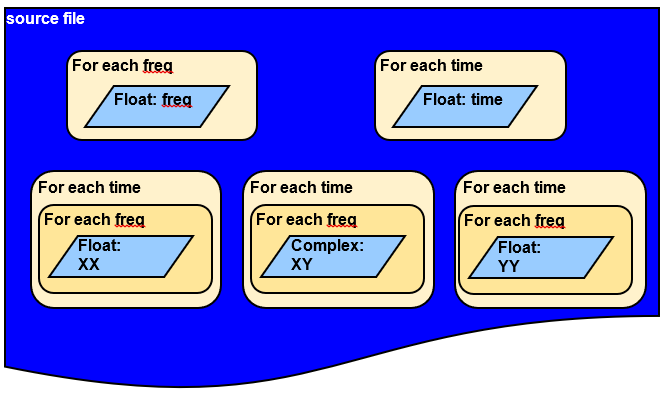 source file
For each freq
Float: freq
For each time
Float: time
For each time
For each freq
Float:
XX
For each time
For each freq
Complex:
XY
For each time
For each freq
Float:
YY